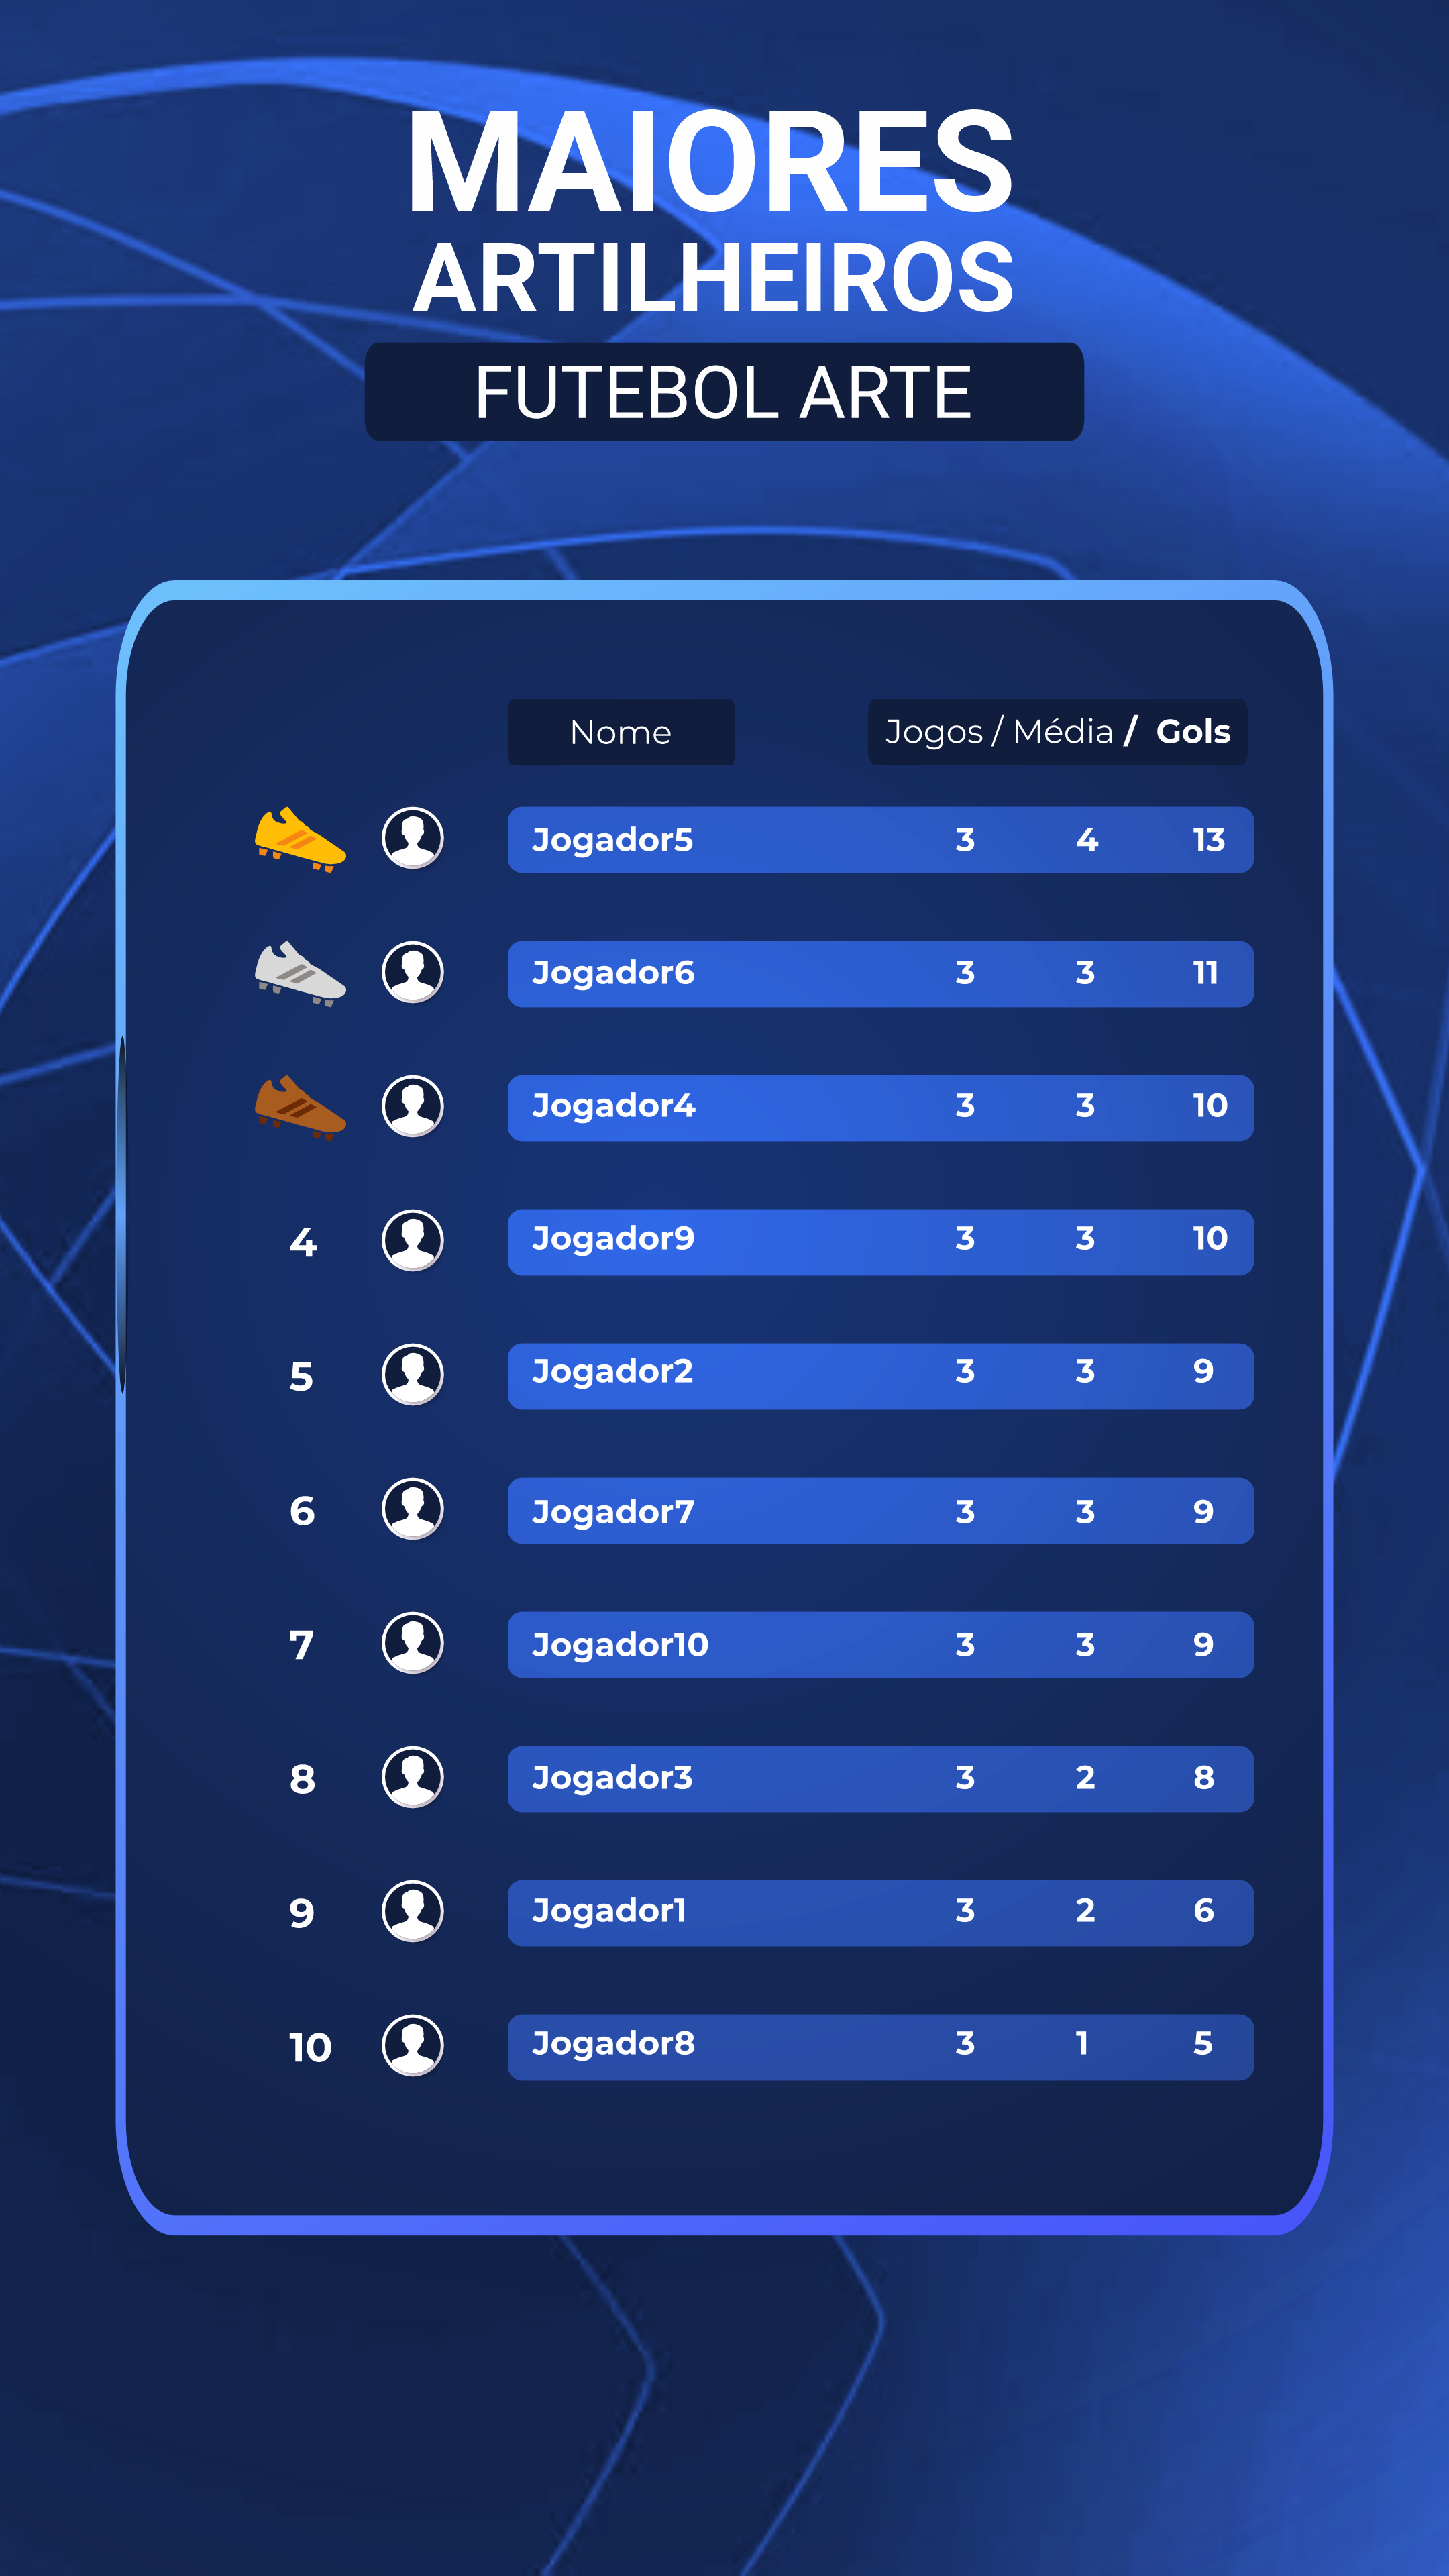 MAIORES
ARTILHEIROS
FUTEBOL ARTE
Nome Jogos / Média / Gols
Jogador5 3 4 13
Jogador6 3 3 11
Jogador4 3 3 10
4 Jogador9 3 3 10
5 Jogador2 3 3 9
6 Jogador7 3 3 9
7 Jogador10 3 3 9
8 Jogador3 3 2 8
9 Jogador1 3 2 6
10 Jogador8 3 1 5